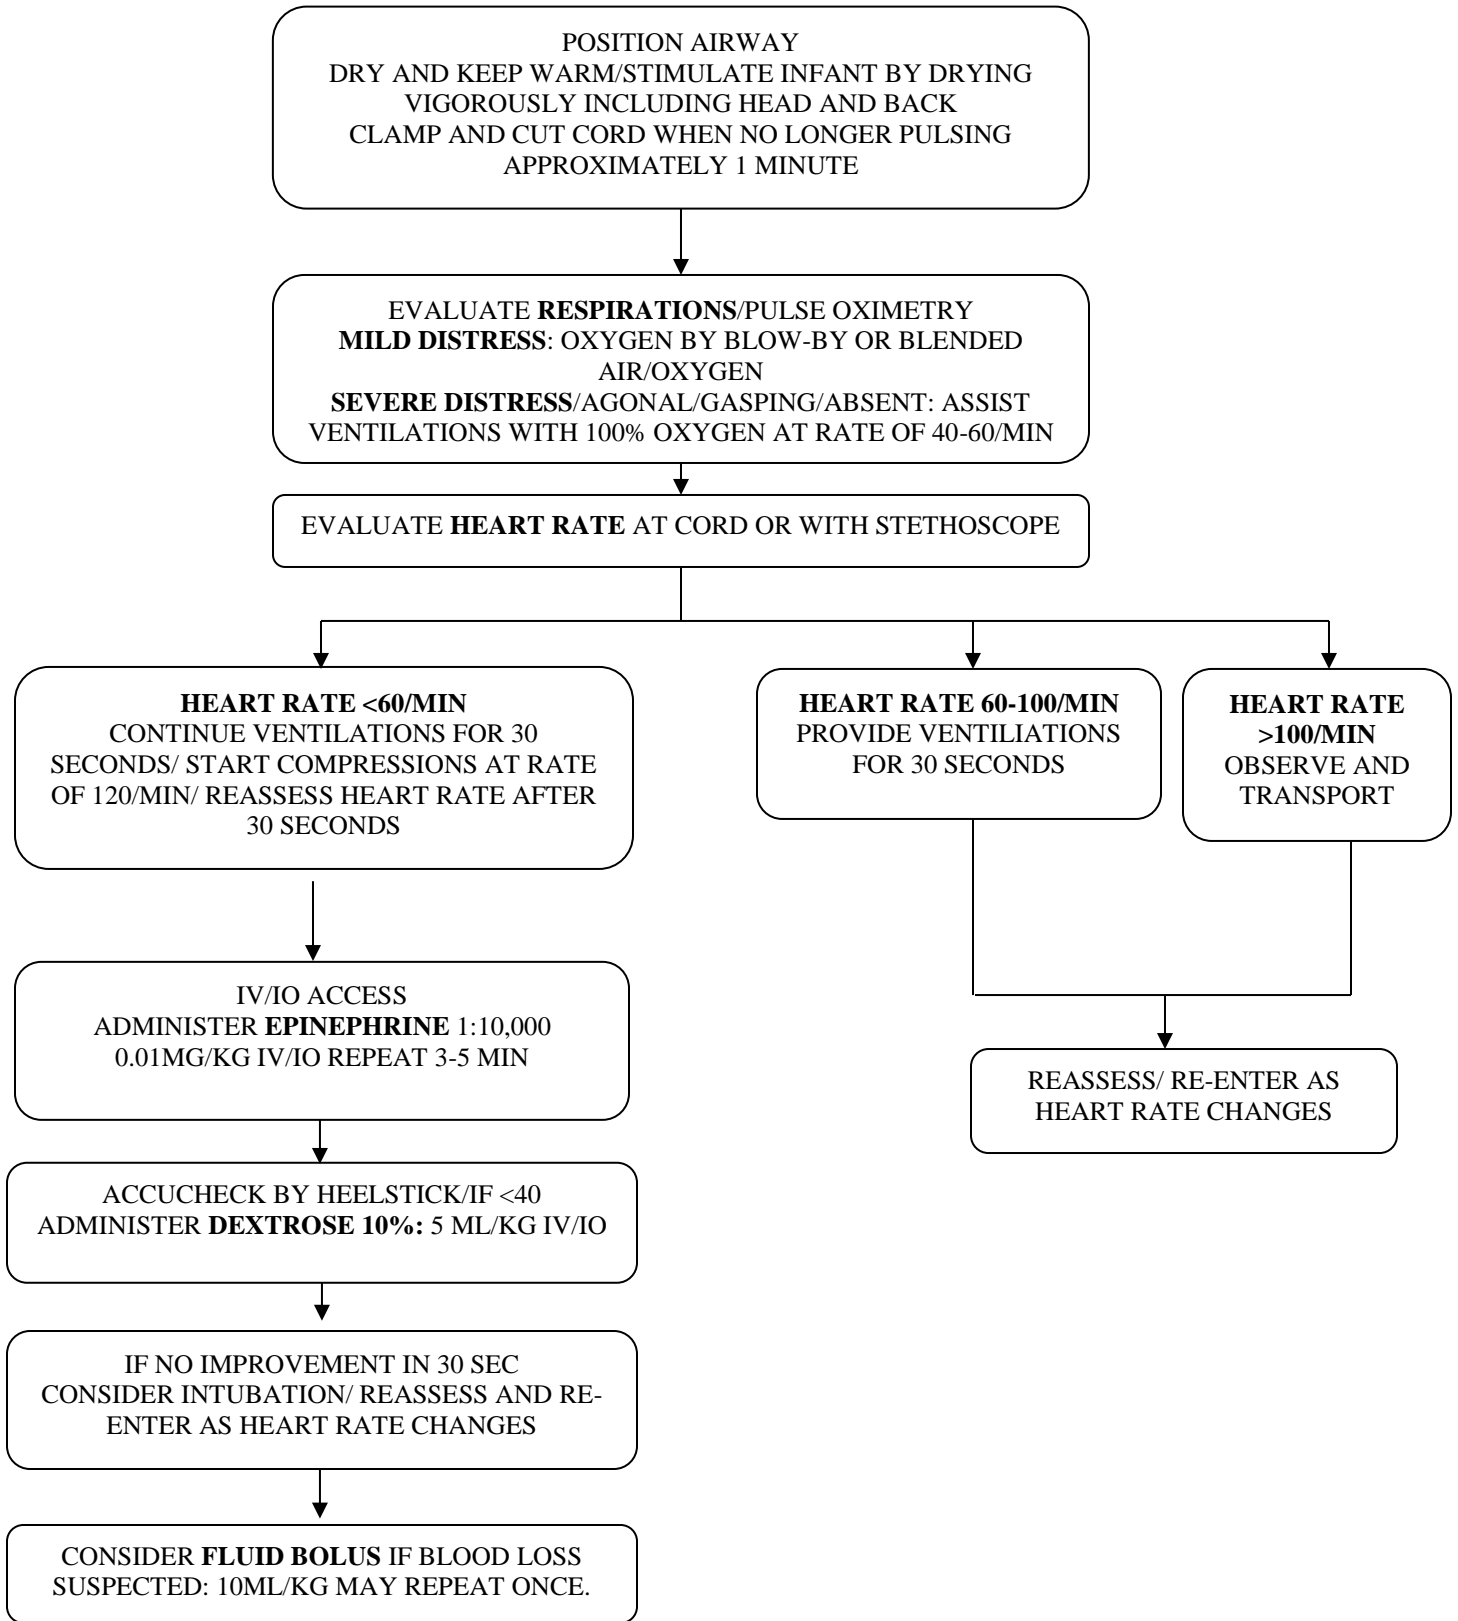 POSITION AIRWAY
DRY AND KEEP WARM/STIMULATE INFANT BY DRYING
VIGOROUSLY INCLUDING HEAD AND BACK
CLAMP AND CUT CORD WHEN NO LONGER PULSING
APPROXIMATELY 1 MINUTE
EVALUATE RESPIRATIONS/PULSE OXIMETRY
MILD DISTRESS: OXYGEN BY BLOW-BY OR BLENDED
AIR/OXYGEN
SEVERE DISTRESS/AGONAL/GASPING/ABSENT: ASSIST
VENTILATIONS WITH 100% OXYGEN AT RATE OF 40-60/MIN
EVALUATE HEART RATE AT CORD OR WITH STETHOSCOPE
HEART RATE <60/MIN
CONTINUE VENTILATIONS FOR 30
SECONDS/ START COMPRESSIONS AT RATE
OF 120/MIN/ REASSESS HEART RATE AFTER
30 SECONDS
HEART RATE 60-100/MIN
PROVIDE VENTILIATIONS
FOR 30 SECONDS
HEART RATE
>100/MIN
OBSERVE AND
TRANSPORT
IV/IO ACCESS
ADMINISTER EPINEPHRINE 1:10,000
0.01MG/KG IV/IO REPEAT 3-5 MIN
REASSESS/ RE-ENTER AS
HEART RATE CHANGES
ACCUCHECK BY HEELSTICK/IF <40
ADMINISTER DEXTROSE 10%: 5 ML/KG IV/IO
IF NO IMPROVEMENT IN 30 SEC
CONSIDER INTUBATION/ REASSESS AND RE-
ENTER AS HEART RATE CHANGES
CONSIDER FLUID BOLUS IF BLOOD LOSS
SUSPECTED: 10ML/KG MAY REPEAT ONCE.